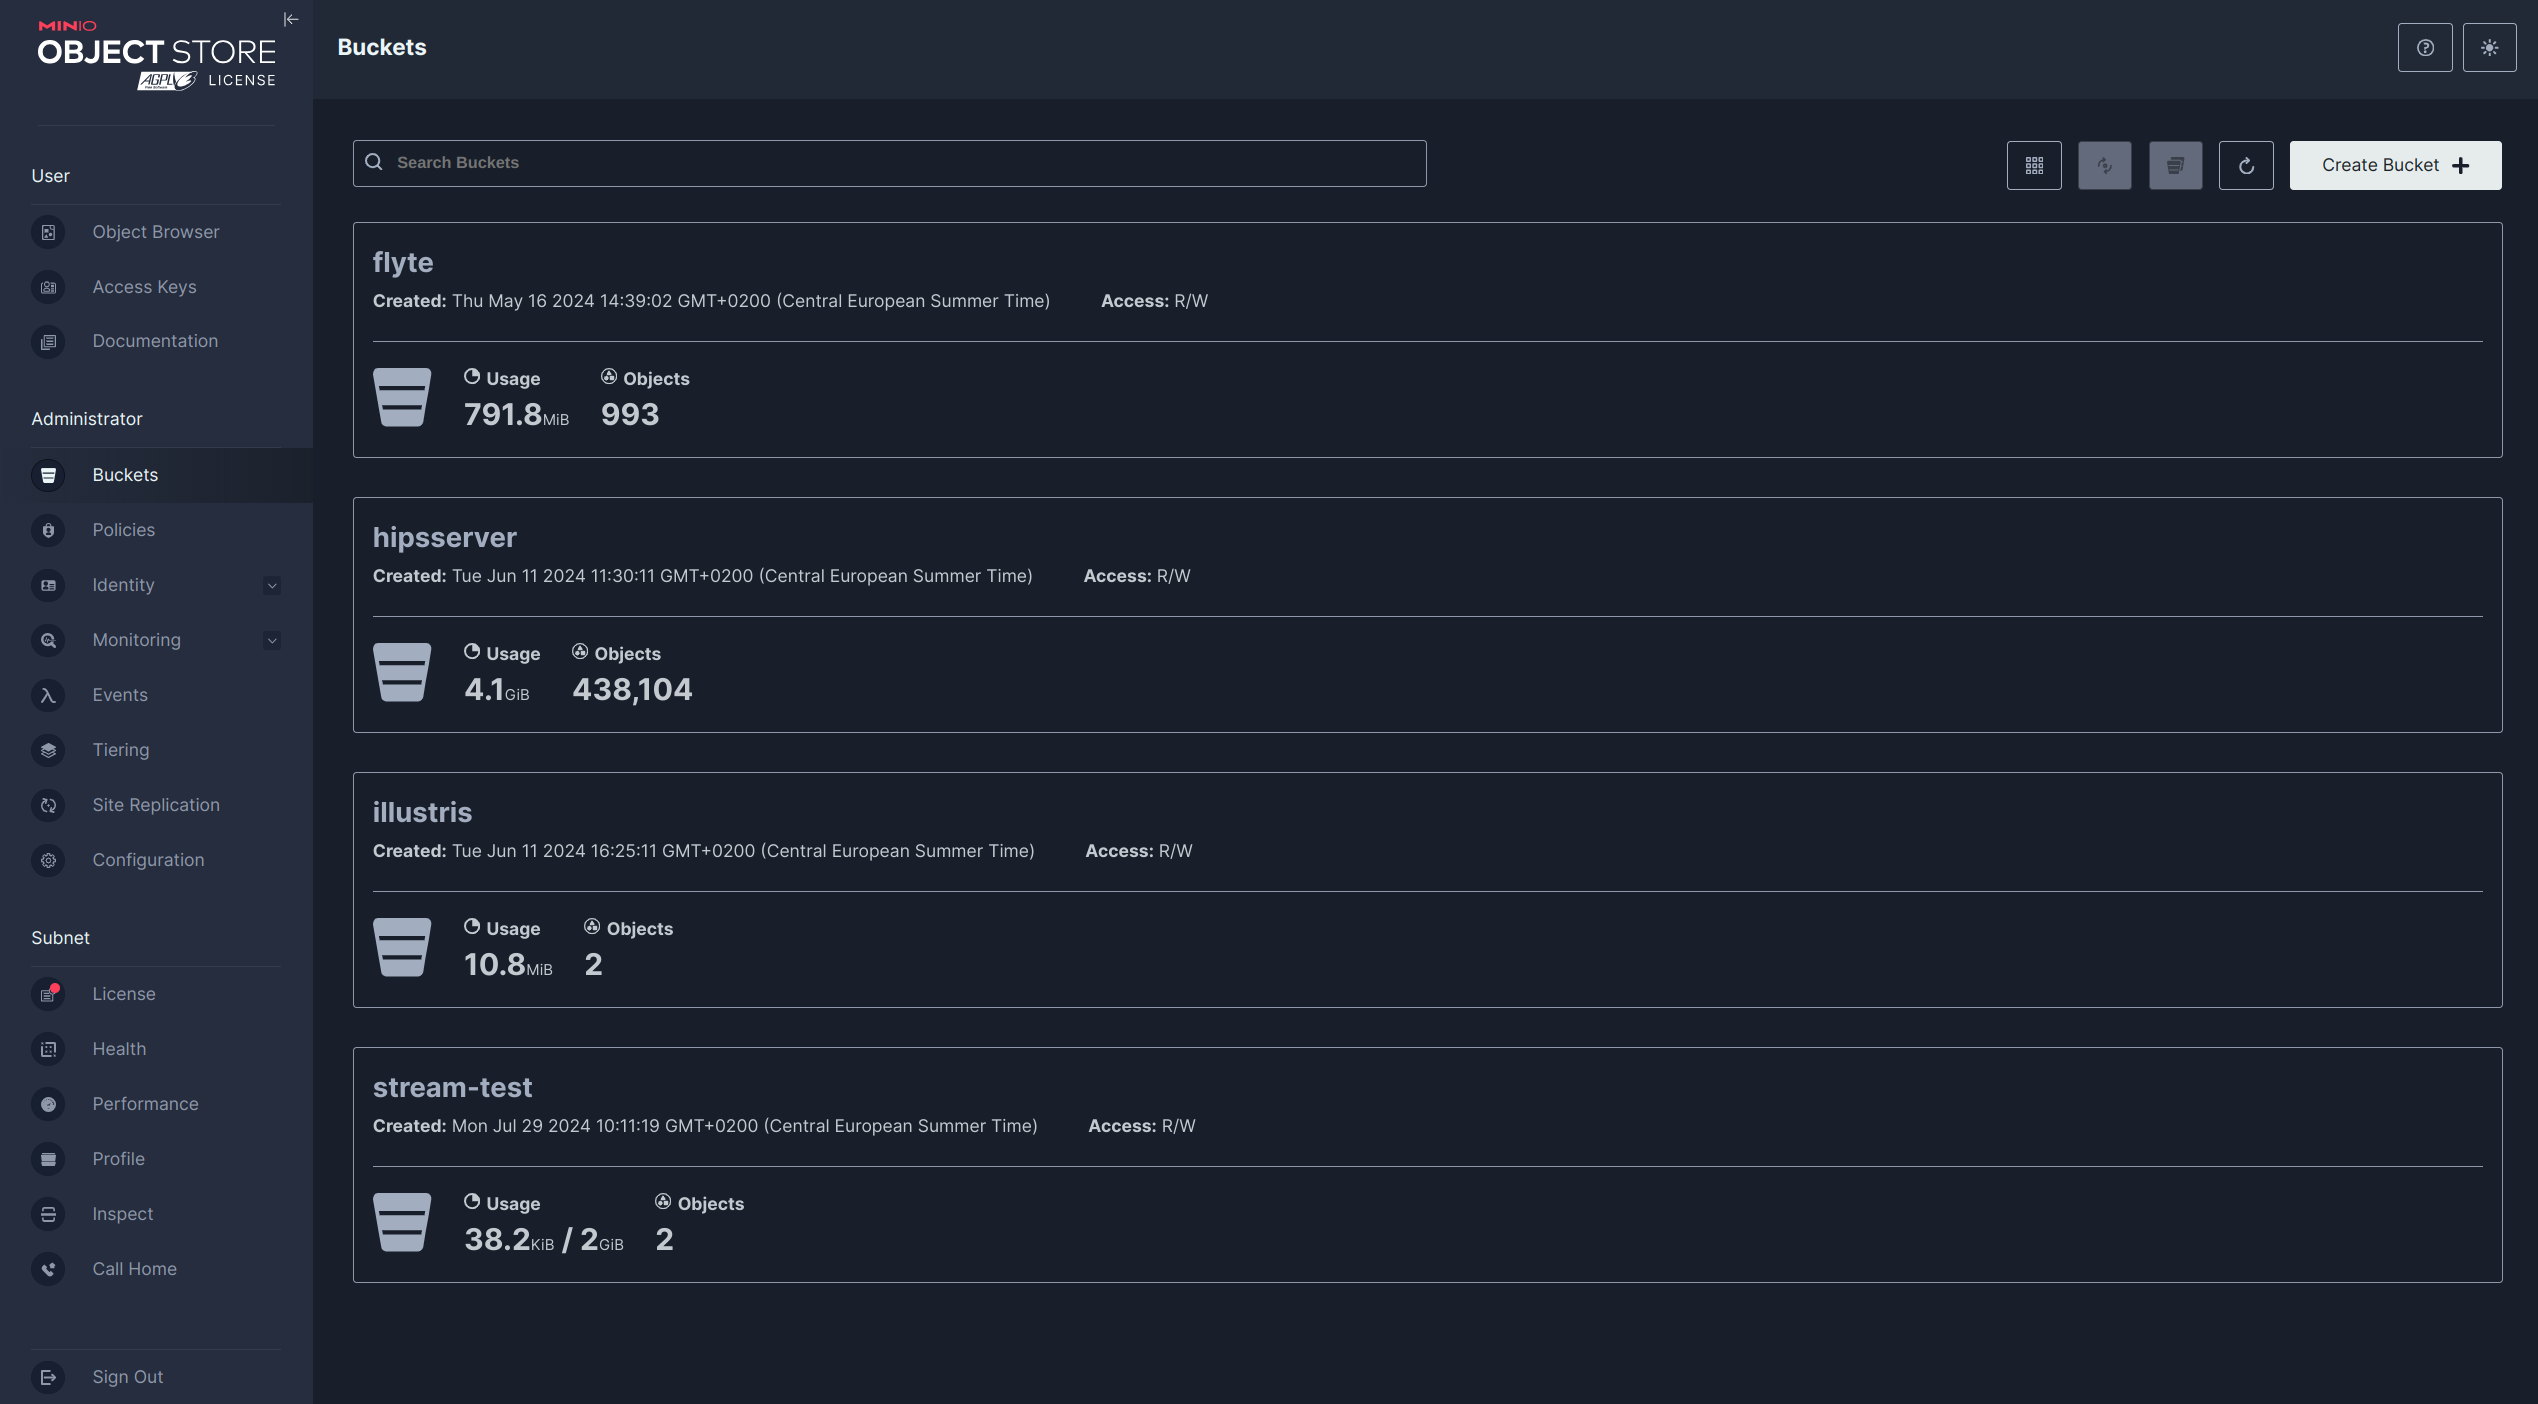 MINIO
OBJECT STORE
AGPL LICENSE
User
Object Browser
Access Keys
Documentation
Administrator
Buckets
Policies
Identity
Monitoring
Events
Tiering
Site Replication
Configuration
Subnet
License
Health
Performance
Profile
Inspect
Call Home
Sign Out
Buckets
Search Buckets
Create Bucket
flyte
Created: Thu May 16 2024 14:39:02 GMT+0200 (Central European Summer Time) Access: R/W
Usage Objects
791.8MiB 993
hipsserver
Created: Tue Jun 11 2024 11:30:11 GMT+0200 (Central European Summer Time) Access: R/W
Usage Objects
4.1GiB 438,104
illustris
Created: Tue Jun 11 2024 16:25:11 GMT+0200 (Central European Summer Time) Access: R/W
Usage Objects
10.8MiB 2
stream-test
Created: Mon Jul 29 2024 10:11:19 GMT+0200 (Central European Summer Time) Access: R/W
Usage Objects
38.2KiB / 2GiB 2